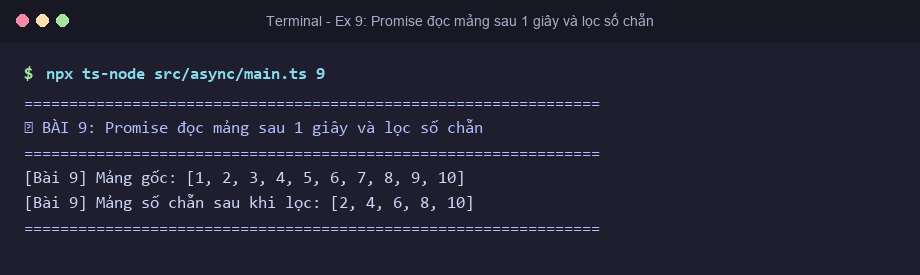 Terminal - Ex 9: Promise đọc mảng sau 1 giây và lọc số chẵn
$ npx ts-node src/async/main.ts 9
================================================================
BÀI 9: Promise đọc mảng sau 1 giây và lọc số chẵn
================================================================
[Bài 9] Mảng gốc: [1, 2, 3, 4, 5, 6, 7, 8, 9, 10]
[Bài 9] Mảng số chẵn sau khi lọc: [2, 4, 6, 8, 10]
================================================================